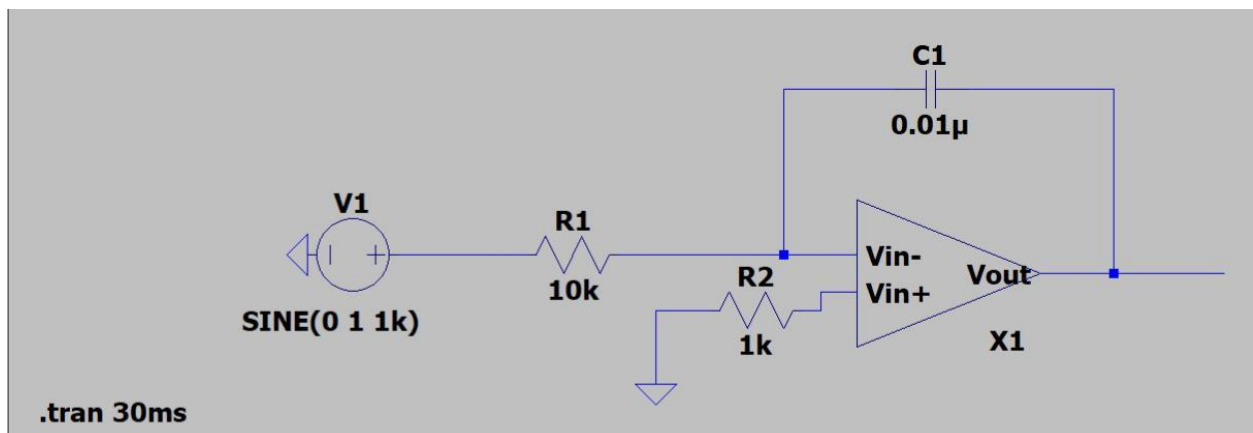 C1
0.01µ
V1
R1
Vin-
R2
Vout
10k
Vin+
SINE(0 1 1k)
1k
X1
.tran 30ms